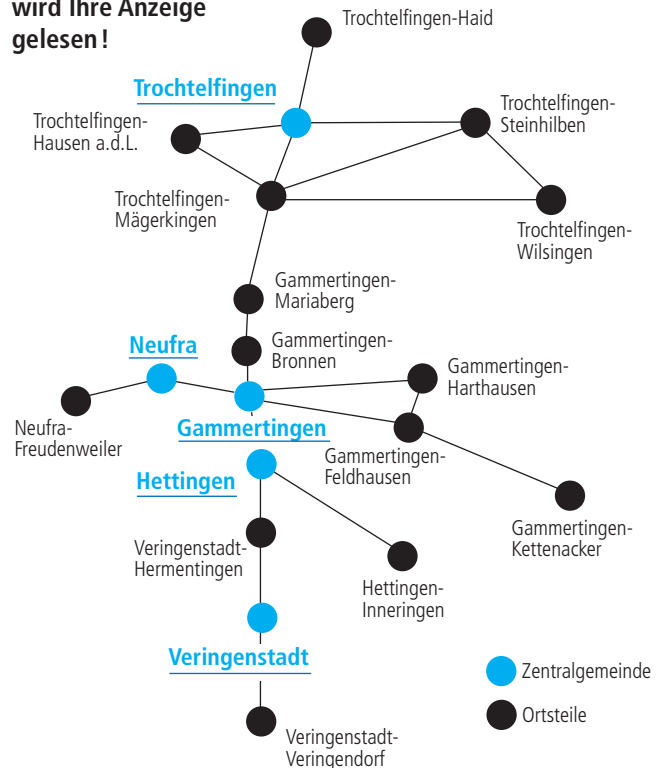 wird Ihre Anzeige
gelesen !
Trochtelfingen-Haid
Trochtelfingen
Trochtelfingen-
Steinhilben
Trochtelfingen-
Hausen a.d.L.
Trochtelfingen-
Mägerkingen
Trochtelfingen-
Wilsingen
Gammertingen-
Mariaberg
Gammertingen-
Bronnen
Neufra
Gammertingen-
Harthausen
Neufra-
Freudenweiler
Gammertingen
Gammertingen-
Feldhausen
Hettingen
Gammertingen-
Kettenacker
Veringenstadt-
Hermentingen
Hettingen-
Inneringen
Veringenstadt
Zentralgemeinde
Ortsteile
Veringenstadt-
Veringendorf